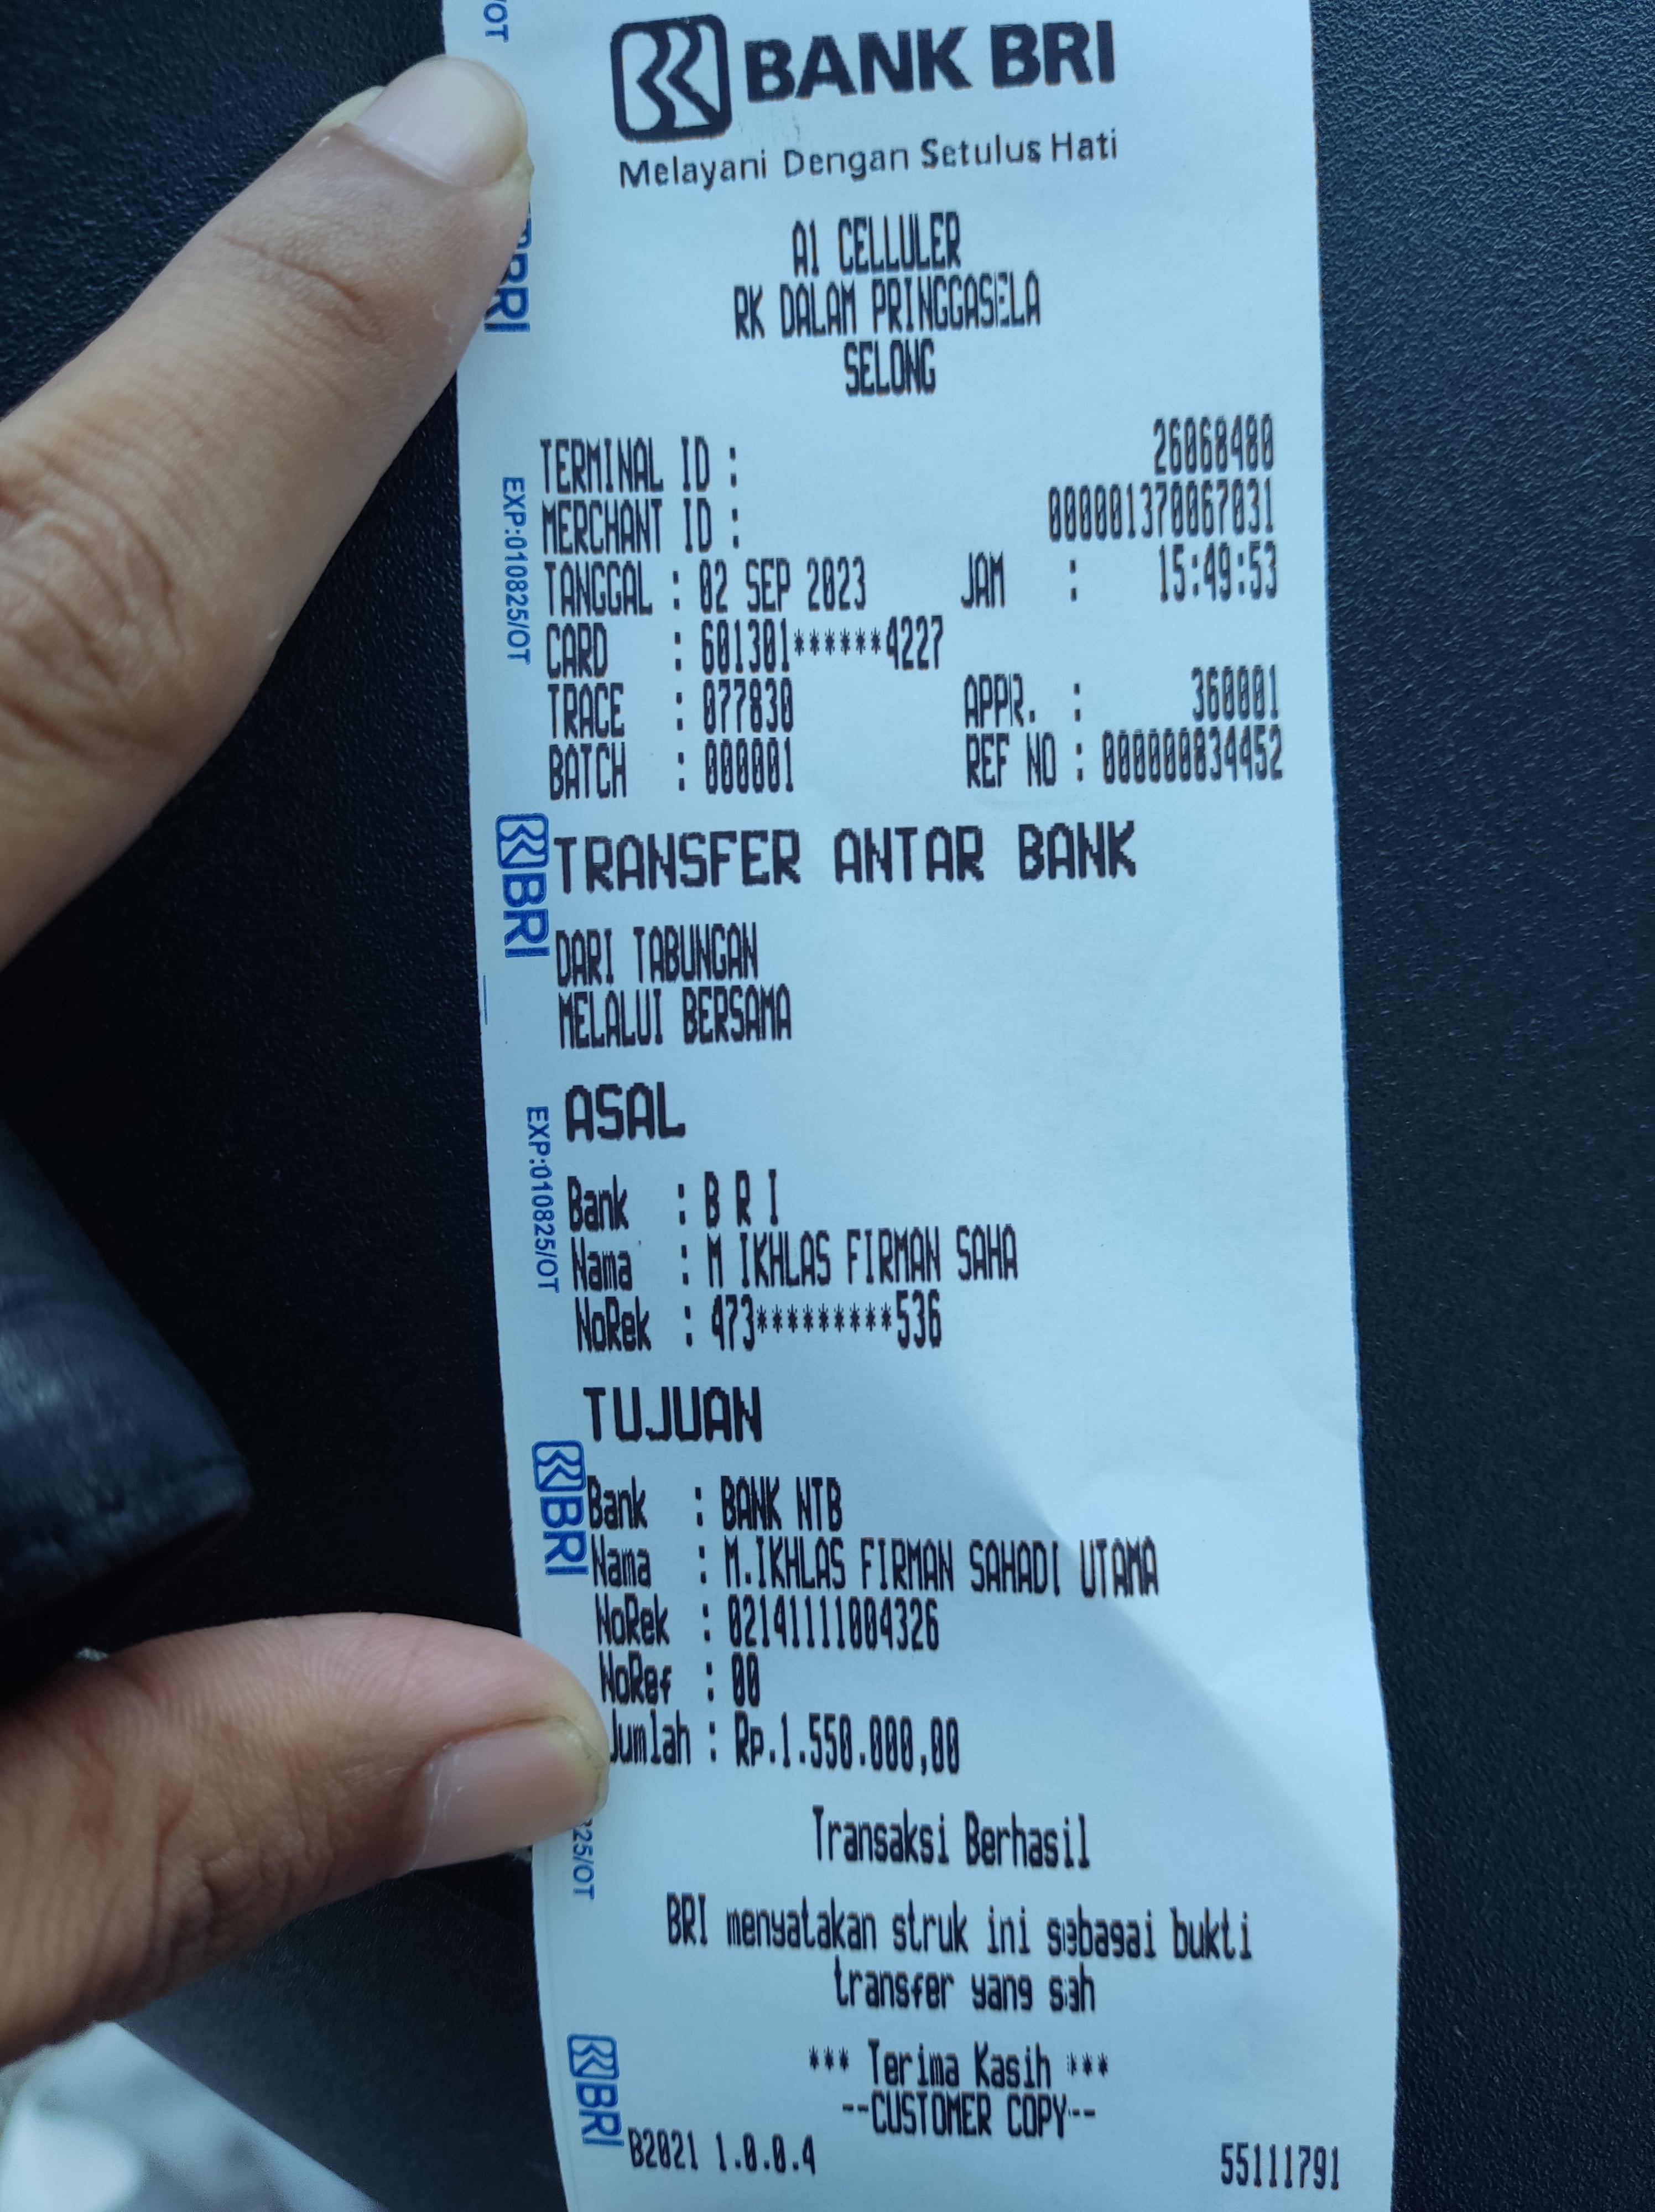 BANK BRI
Melayani Dengan Setulus Hati
A1 CELLULER
RK DALAM PRINGGASELA
SELONG
TERMINAL ID : 26068480
MERCHANT ID : 000001370067031
TANGGAL : 02 SEP 2023 JAM : 15:49:53
CARD : 601301******4227
TRACE : 077830 APPR. : 360001
BATCH : 000001 REF NO : 000000834452
TRANSFER ANTAR BANK
DARI TABUNGAN
MELALUI BERSAMA
ASAL
Bank : B R I
Nama : M IKHLAS FIRMAN SAHA
NoRek : 473*********536
TUJUAN
Bank : BANK NTB
Nama : M.IKHLAS FIRMAN SAHADI UTAMA
NoRek : 02141111004326
NoRef : 00
Jumlah : Rp.1.550.000,00
Transaksi Berhasil
BRI menyatakan struk ini sebagai bukti
transfer yang sah
*** Terima Kasih ***
--CUSTOMER COPY--
B2021 1.0.0.4 55111791
/OT
BRI
EXP:010825/OT
BRI
EXP:010825/OT
BRI
25/OT
BRI